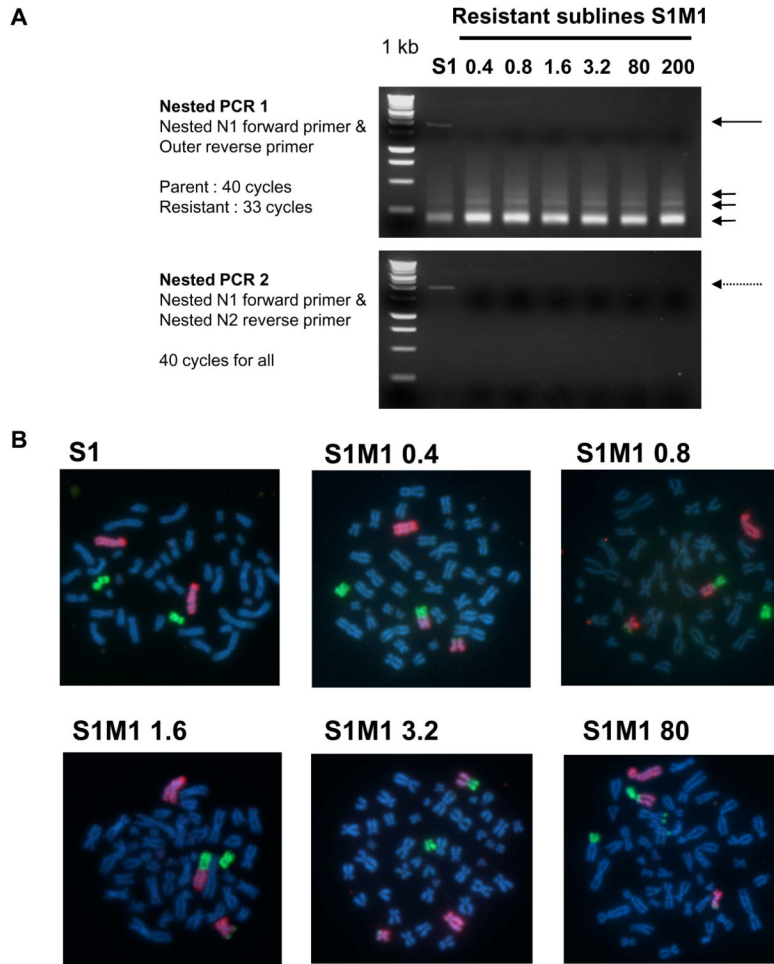 A
Resistant sublines S1M1
1 kb
S1 0.4 0.8 1.6 3.2 80 200
Nested PCR 1
Nested N1 forward primer &
Outer reverse primer
Parent : 40 cycles
Resistant : 33 cycles
Nested PCR 2
Nested N1 forward primer &
Nested N2 reverse primer
40 cycles for all
B
S1 S1M1 0.4 S1M1 0.8
S1M1 1.6 S1M1 3.2 S1M1 80